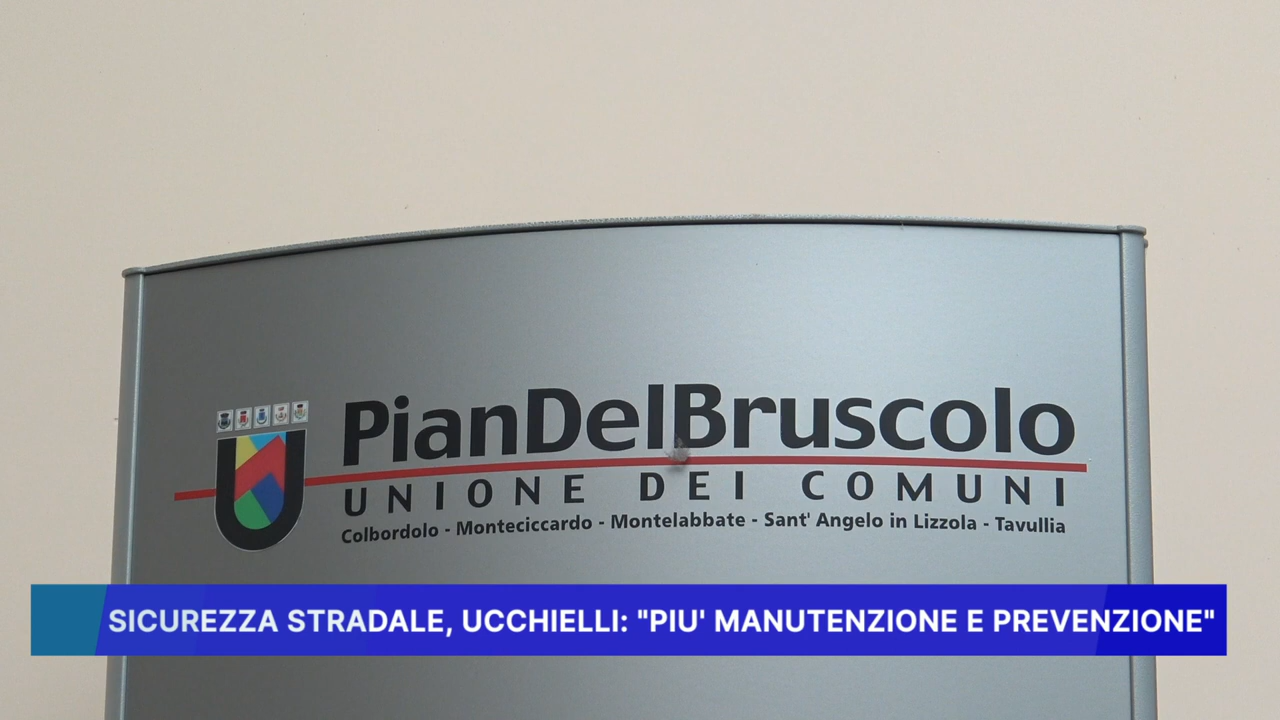 PianDelBruscolo
UNIONE DEI COMUNI
Colbordolo - Monteciccardo - Montelabbate - Sant' Angelo in Lizzola - Tavullia
SICUREZZA STRADALE, UCCHIELLI: "PIU' MANUTENZIONE E PREVENZIONE"